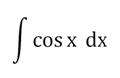 ∫ cos x dx